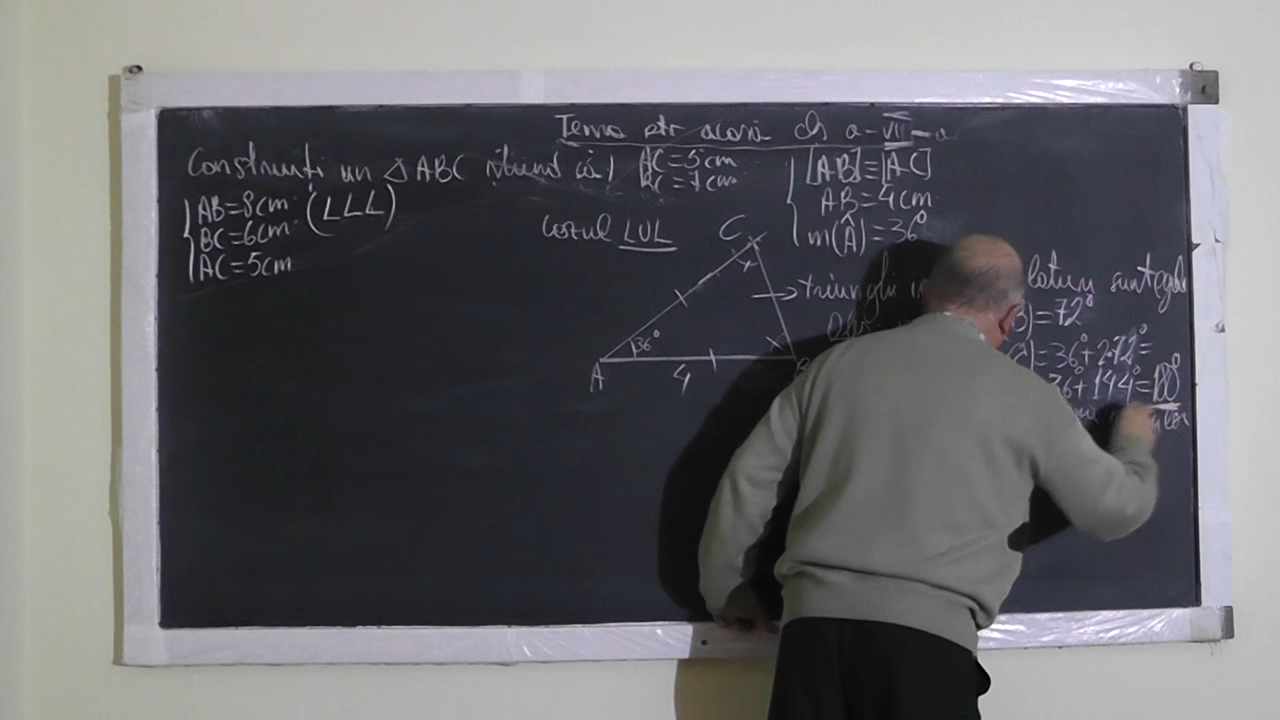 Tema ptr acasă cls a-VII-a
Construiți un △ABC știind că:
AB=8cm (LLL)
BC=6cm
AC=5cm
AC=5cm
BC=7cm
[AB]≡[AC]
AB=4cm
m(Â)=36°
cazul LUL
C
36°
A
4
B
triunghi laturi sunt egale
Obs:
B)=72°
C)=36°+2·72°=
36°+144°=180°